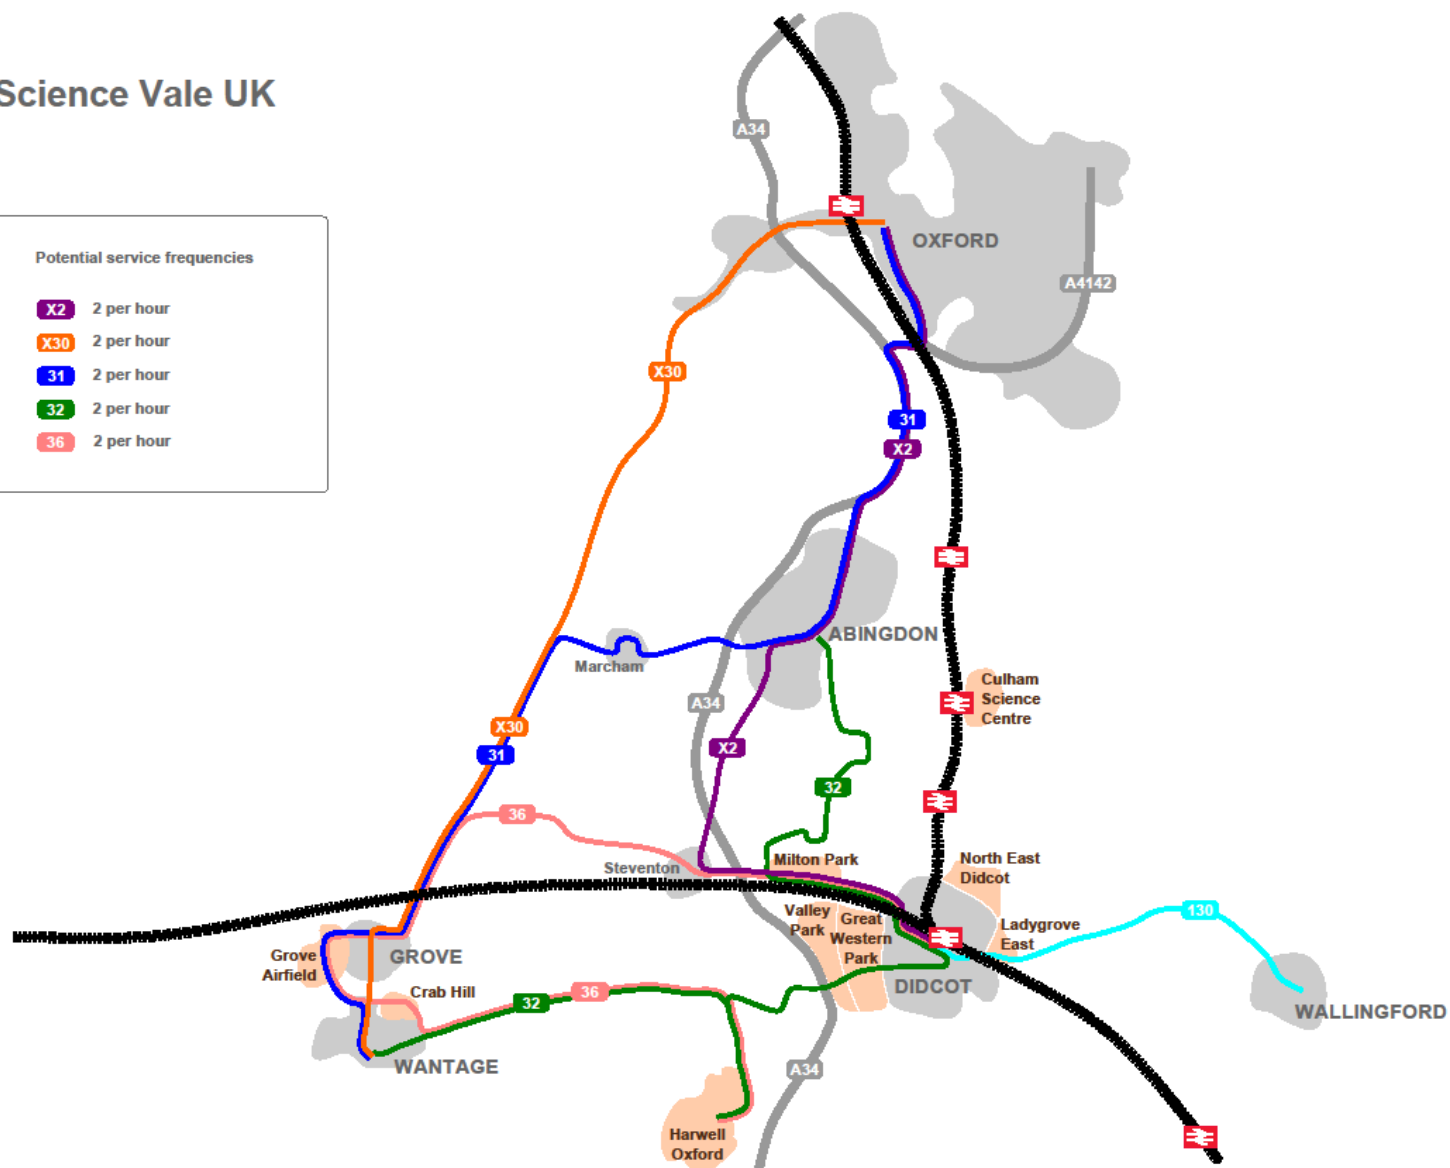 Science Vale UK
Potential service frequencies
X2 2 per hour
X30 2 per hour
31 2 per hour
32 2 per hour
36 2 per hour
A34
OXFORD
A4142
X30
31
X2
ABINGDON
Marcham
Culham
Science
Centre
A34
X30
X2
31
32
36
Steventon
Milton Park
North East
Didcot
Valley
Park
Great
Western
Park
130
Ladygrove
East
Grove
Airfield
GROVE
DIDCOT
Crab Hill
32
36
WALLINGFORD
WANTAGE
A34
Harwell
Oxford